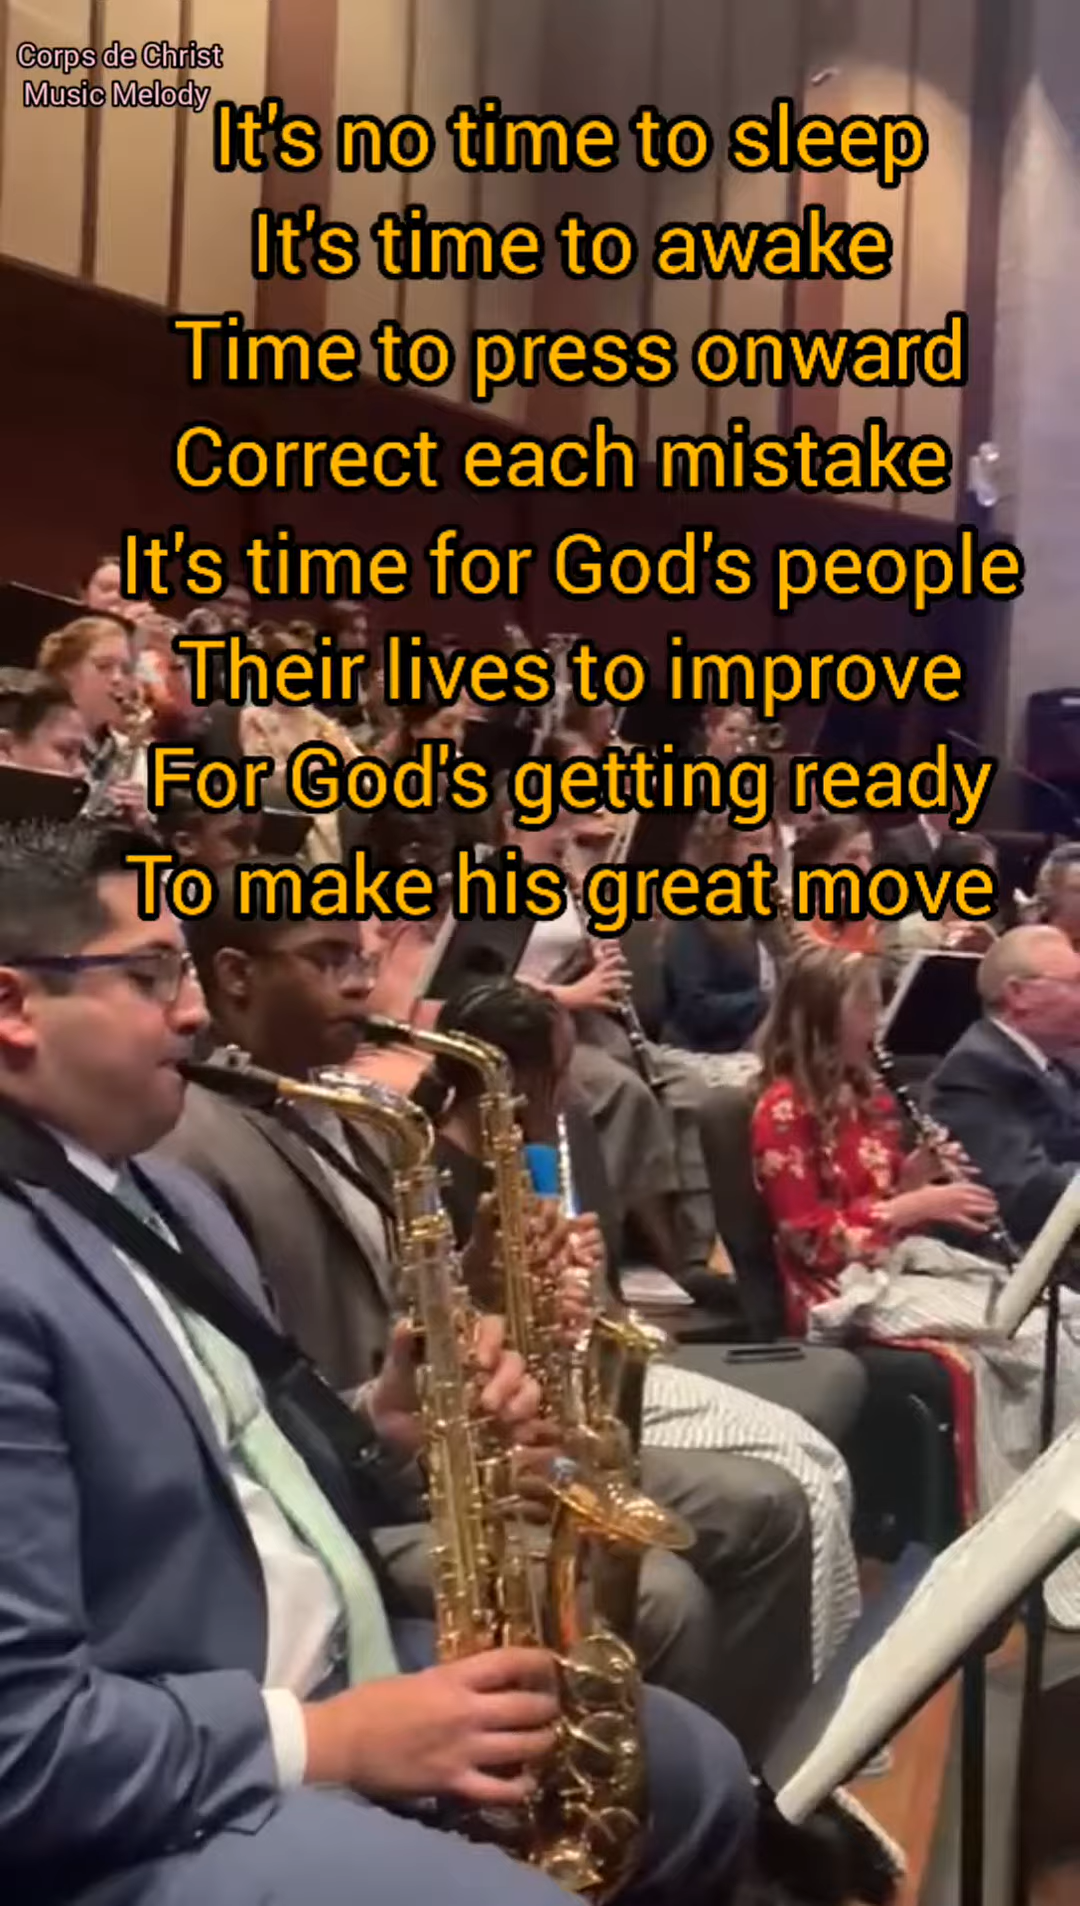 Corps de Christ
Music Melody
It's no time to sleep
It's time to awake
Time to press onward
Correct each mistake
It's time for God's people
Their lives to improve
For God's getting ready
To make his great move